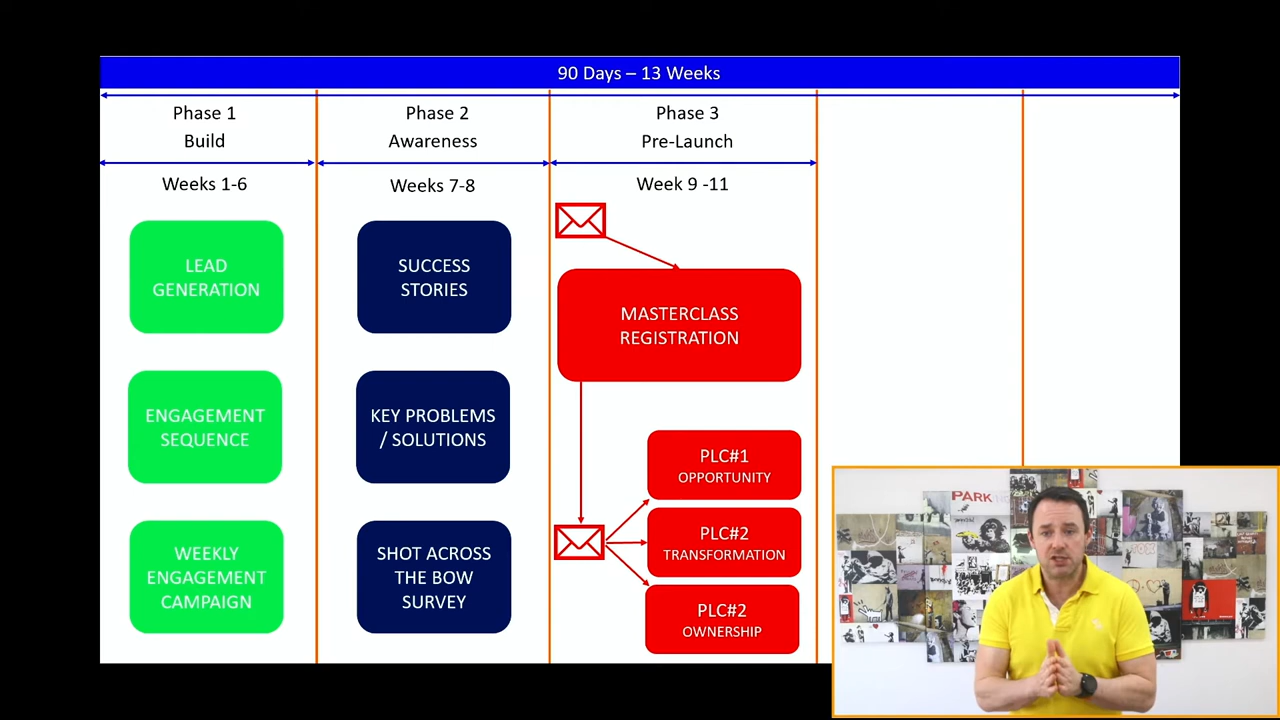 90 Days – 13 Weeks
Phase 1
Build
Weeks 1-6
LEAD
GENERATION
ENGAGEMENT
SEQUENCE
WEEKLY
ENGAGEMENT
CAMPAIGN
Phase 2
Awareness
Weeks 7-8
SUCCESS
STORIES
KEY PROBLEMS
/ SOLUTIONS
SHOT ACROSS
THE BOW
SURVEY
Phase 3
Pre-Launch
Week 9 -11
MASTERCLASS
REGISTRATION
PLC#1
OPPORTUNITY
PLC#2
TRANSFORMATION
PLC#2
OWNERSHIP
PARK